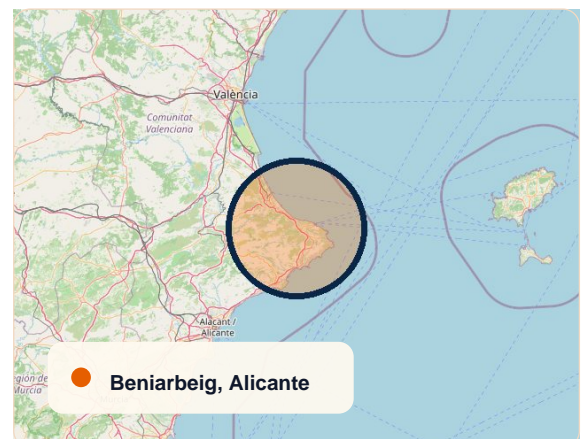 València
Comunitat
Valenciana
Alacant /
Alicante
Región de
Murcia
Beniarbeig, Alicante